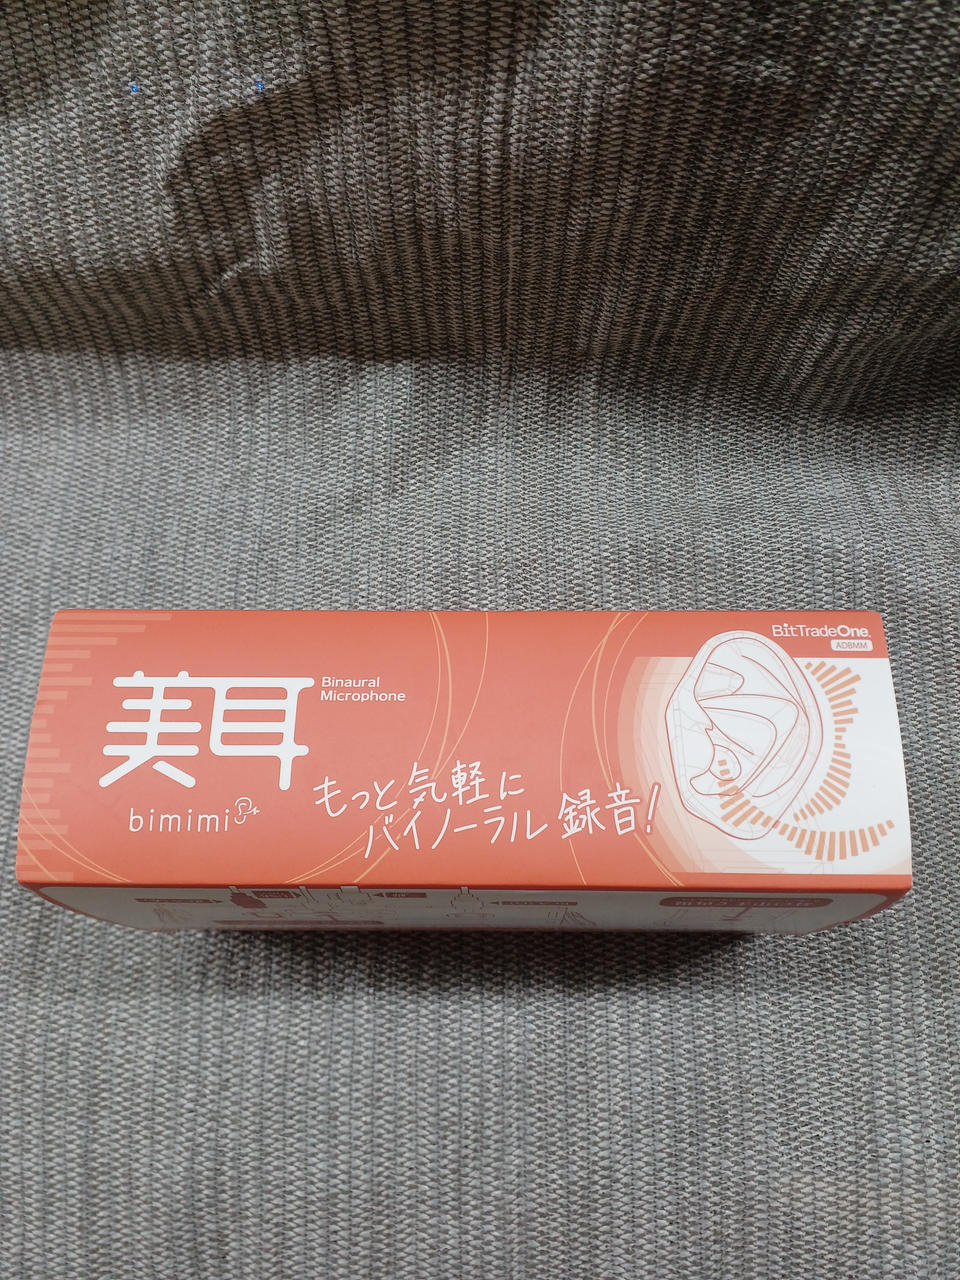 BitTradeOne
ADBMM
美耳
Binaural
Microphone
bimimi
もっと気軽に
バイノーラル録音!